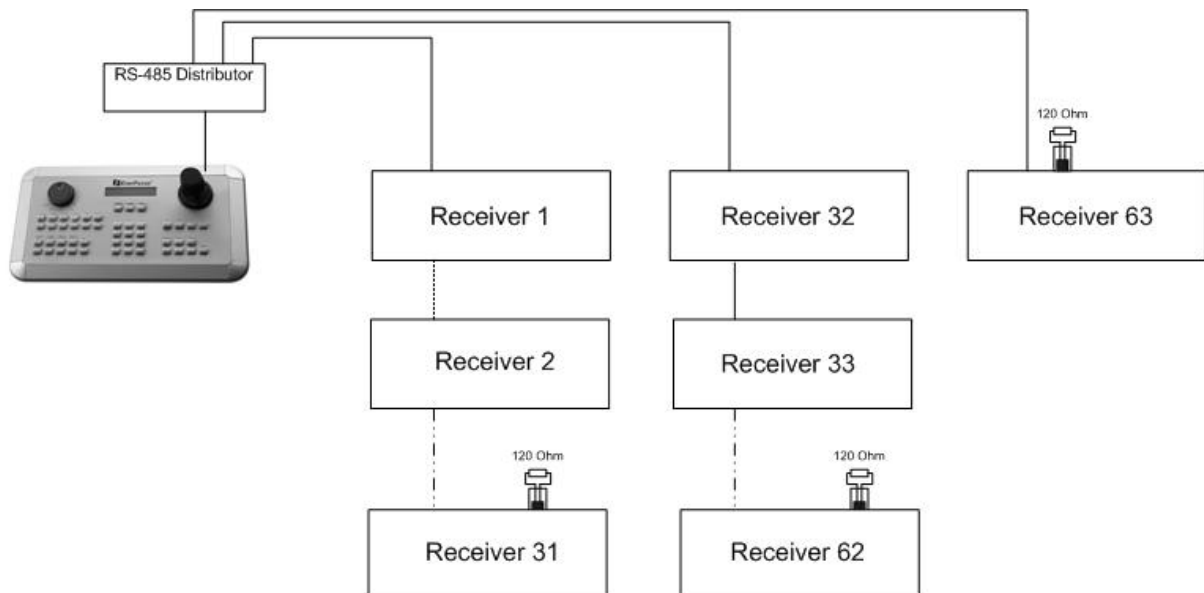 RS-485 Distributor
EverFocus
120 Ohm
Receiver 1
Receiver 32
Receiver 63
Receiver 2
Receiver 33
120 Ohm
120 Ohm
Receiver 31
Receiver 62